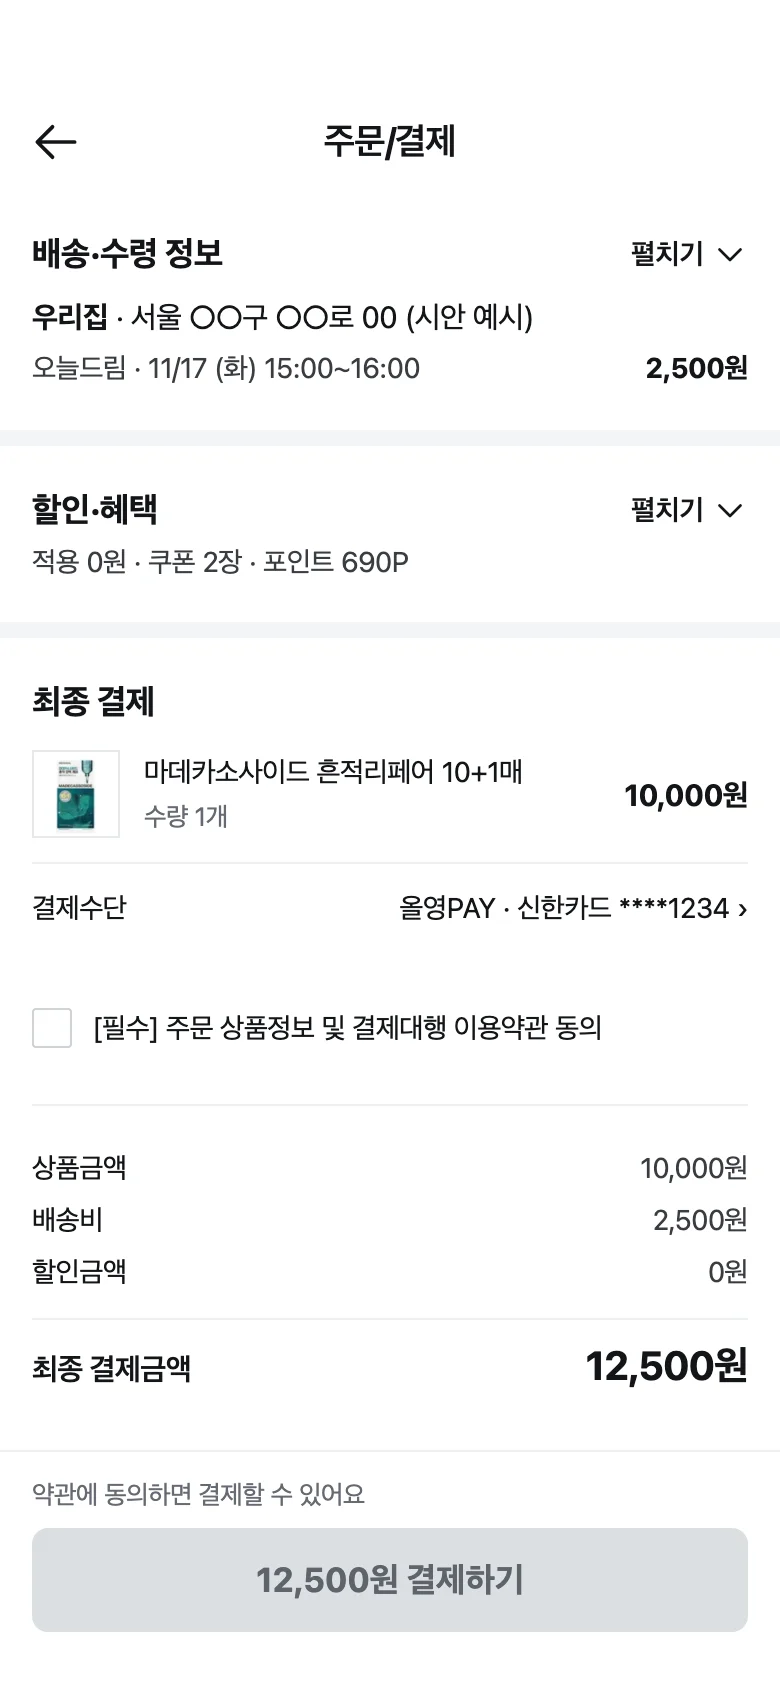 주문/결제
배송·수령 정보
펼치기
우리집 · 서울 〇〇구 〇〇로 00 (시안 예시)
오늘드림 · 11/17 (화) 15:00~16:00
2,500원
할인·혜택
펼치기
적용 0원 · 쿠폰 2장 · 포인트 690P
최종 결제
마데카소사이드 흔적리페어 10+1매
수량 1개
10,000원
결제수단
올영PAY · 신한카드 ****1234 ›
[필수] 주문 상품정보 및 결제대행 이용약관 동의
상품금액
10,000원
배송비
2,500원
할인금액
0원
최종 결제금액
12,500원
약관에 동의하면 결제할 수 있어요
12,500원 결제하기